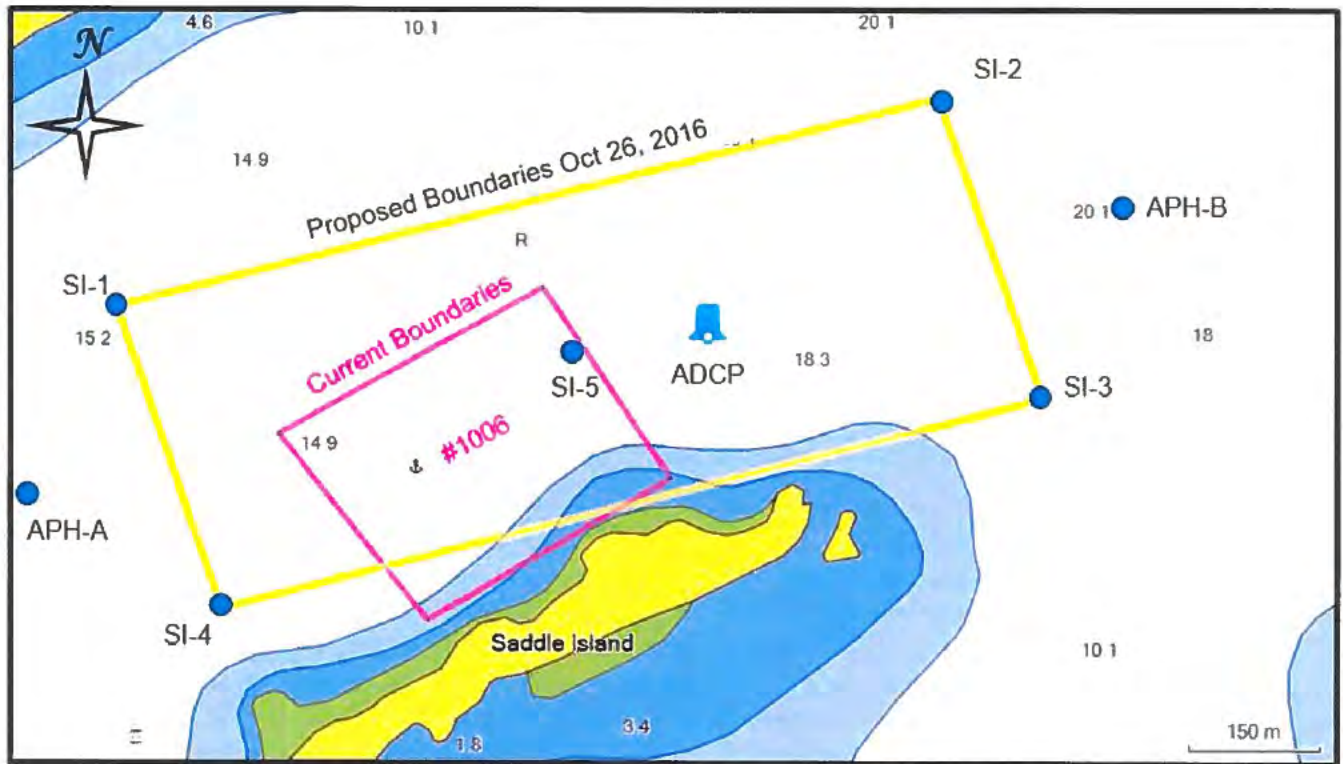 4.6
10.1
20 1
N
SI-2
Proposed Boundaries Oct 26, 2016
14 9
20 1
APH-B
R
SI-1
15 2
Current Boundaries
18
SI-5
ADCP
18 3
SI-3
14 9
#1006
APH-A
SI-4
Saddle Island
10 1
3 4
1 8
150 m